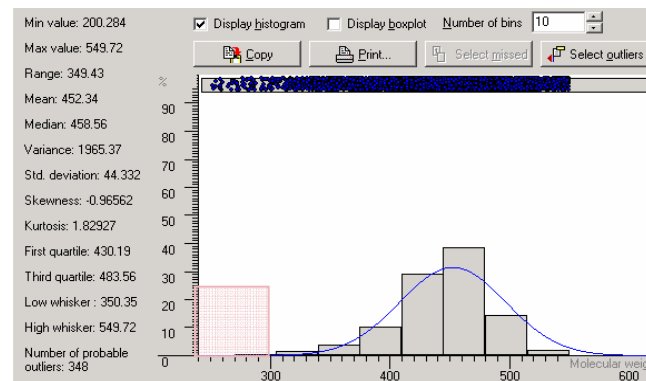 Min value: 200.284
Max value: 549.72
Range: 349.43
Mean: 452.34
Median: 458.56
Variance: 1965.37
Std. deviation: 44.332
Skewness: -0.96562
Kurtosis: 1.82927
First quartile: 430.19
Third quartile: 483.56
Low whisker : 350.35
High whisker: 549.72
Number of probable
outliers: 348
Display histogram Display boxplot Number of bins 10
Copy Print... Select missed Select outliers
%
90
80
70
60
50
40
30
20
10
0
300 400 500 600
Molecular weig